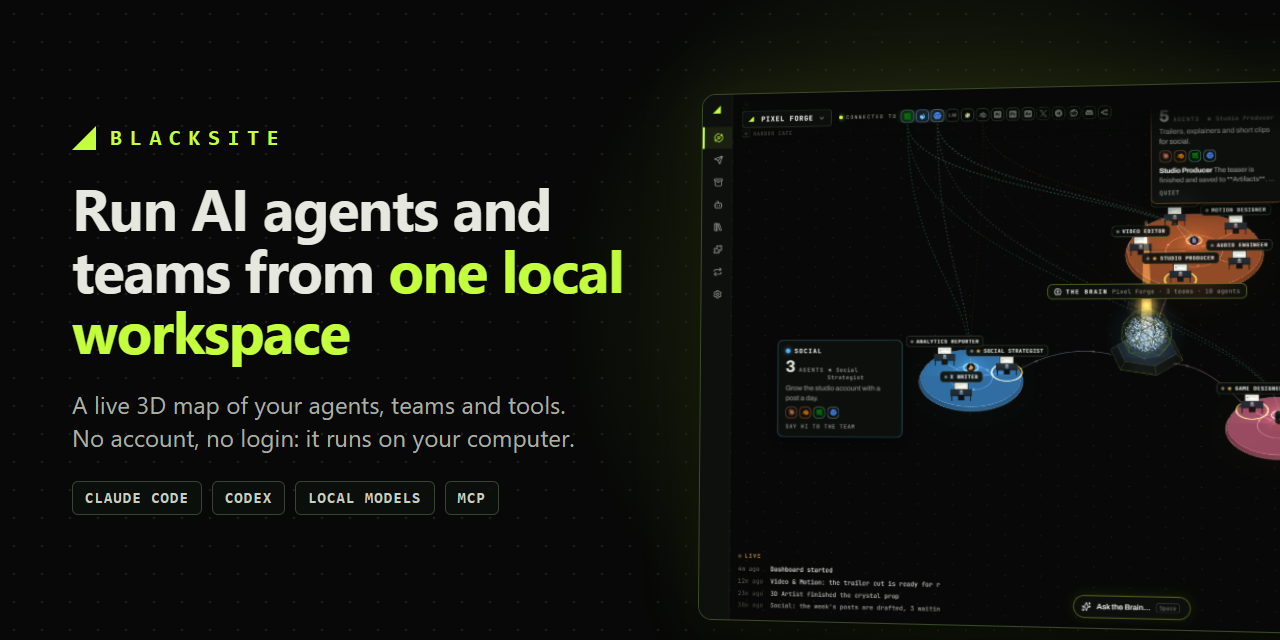 BLACKSITE
Run AI agents and
teams from one local
workspace
A live 3D map of your agents, teams and tools.
No account, no login: it runs on your computer.
CLAUDE CODE
CODEX
LOCAL MODELS
MCP
PIXEL FORGE
CONNECTED TO
5 AGENTS ★ Studio Producer
Trailers, explainers and short clips
for social.
Studio Producer The teaser is
finished and saved to **Artifacts**...
QUIET
MOTION DESIGNER
VIDEO EDITOR
AUDIO ENGINEER
★ STUDIO PRODUCER
THE BRAIN Pixel Forge · 3 teams · 10 agents
SOCIAL
3 AGENTS ★ Social
Strategist
Grow the studio account with a
post a day.
SAY HI TO THE TEAM
ANALYTICS REPORTER
★ SOCIAL STRATEGIST
X WRITER
★ GAME DESIGNER
LIVE
4m ago Dashboard started
12m ago Video & Motion: the trailer cut is ready for r
3D Artist finished the crystal prop
Social: the week's posts are drafted, 3 waitin
Ask the Brain... Space